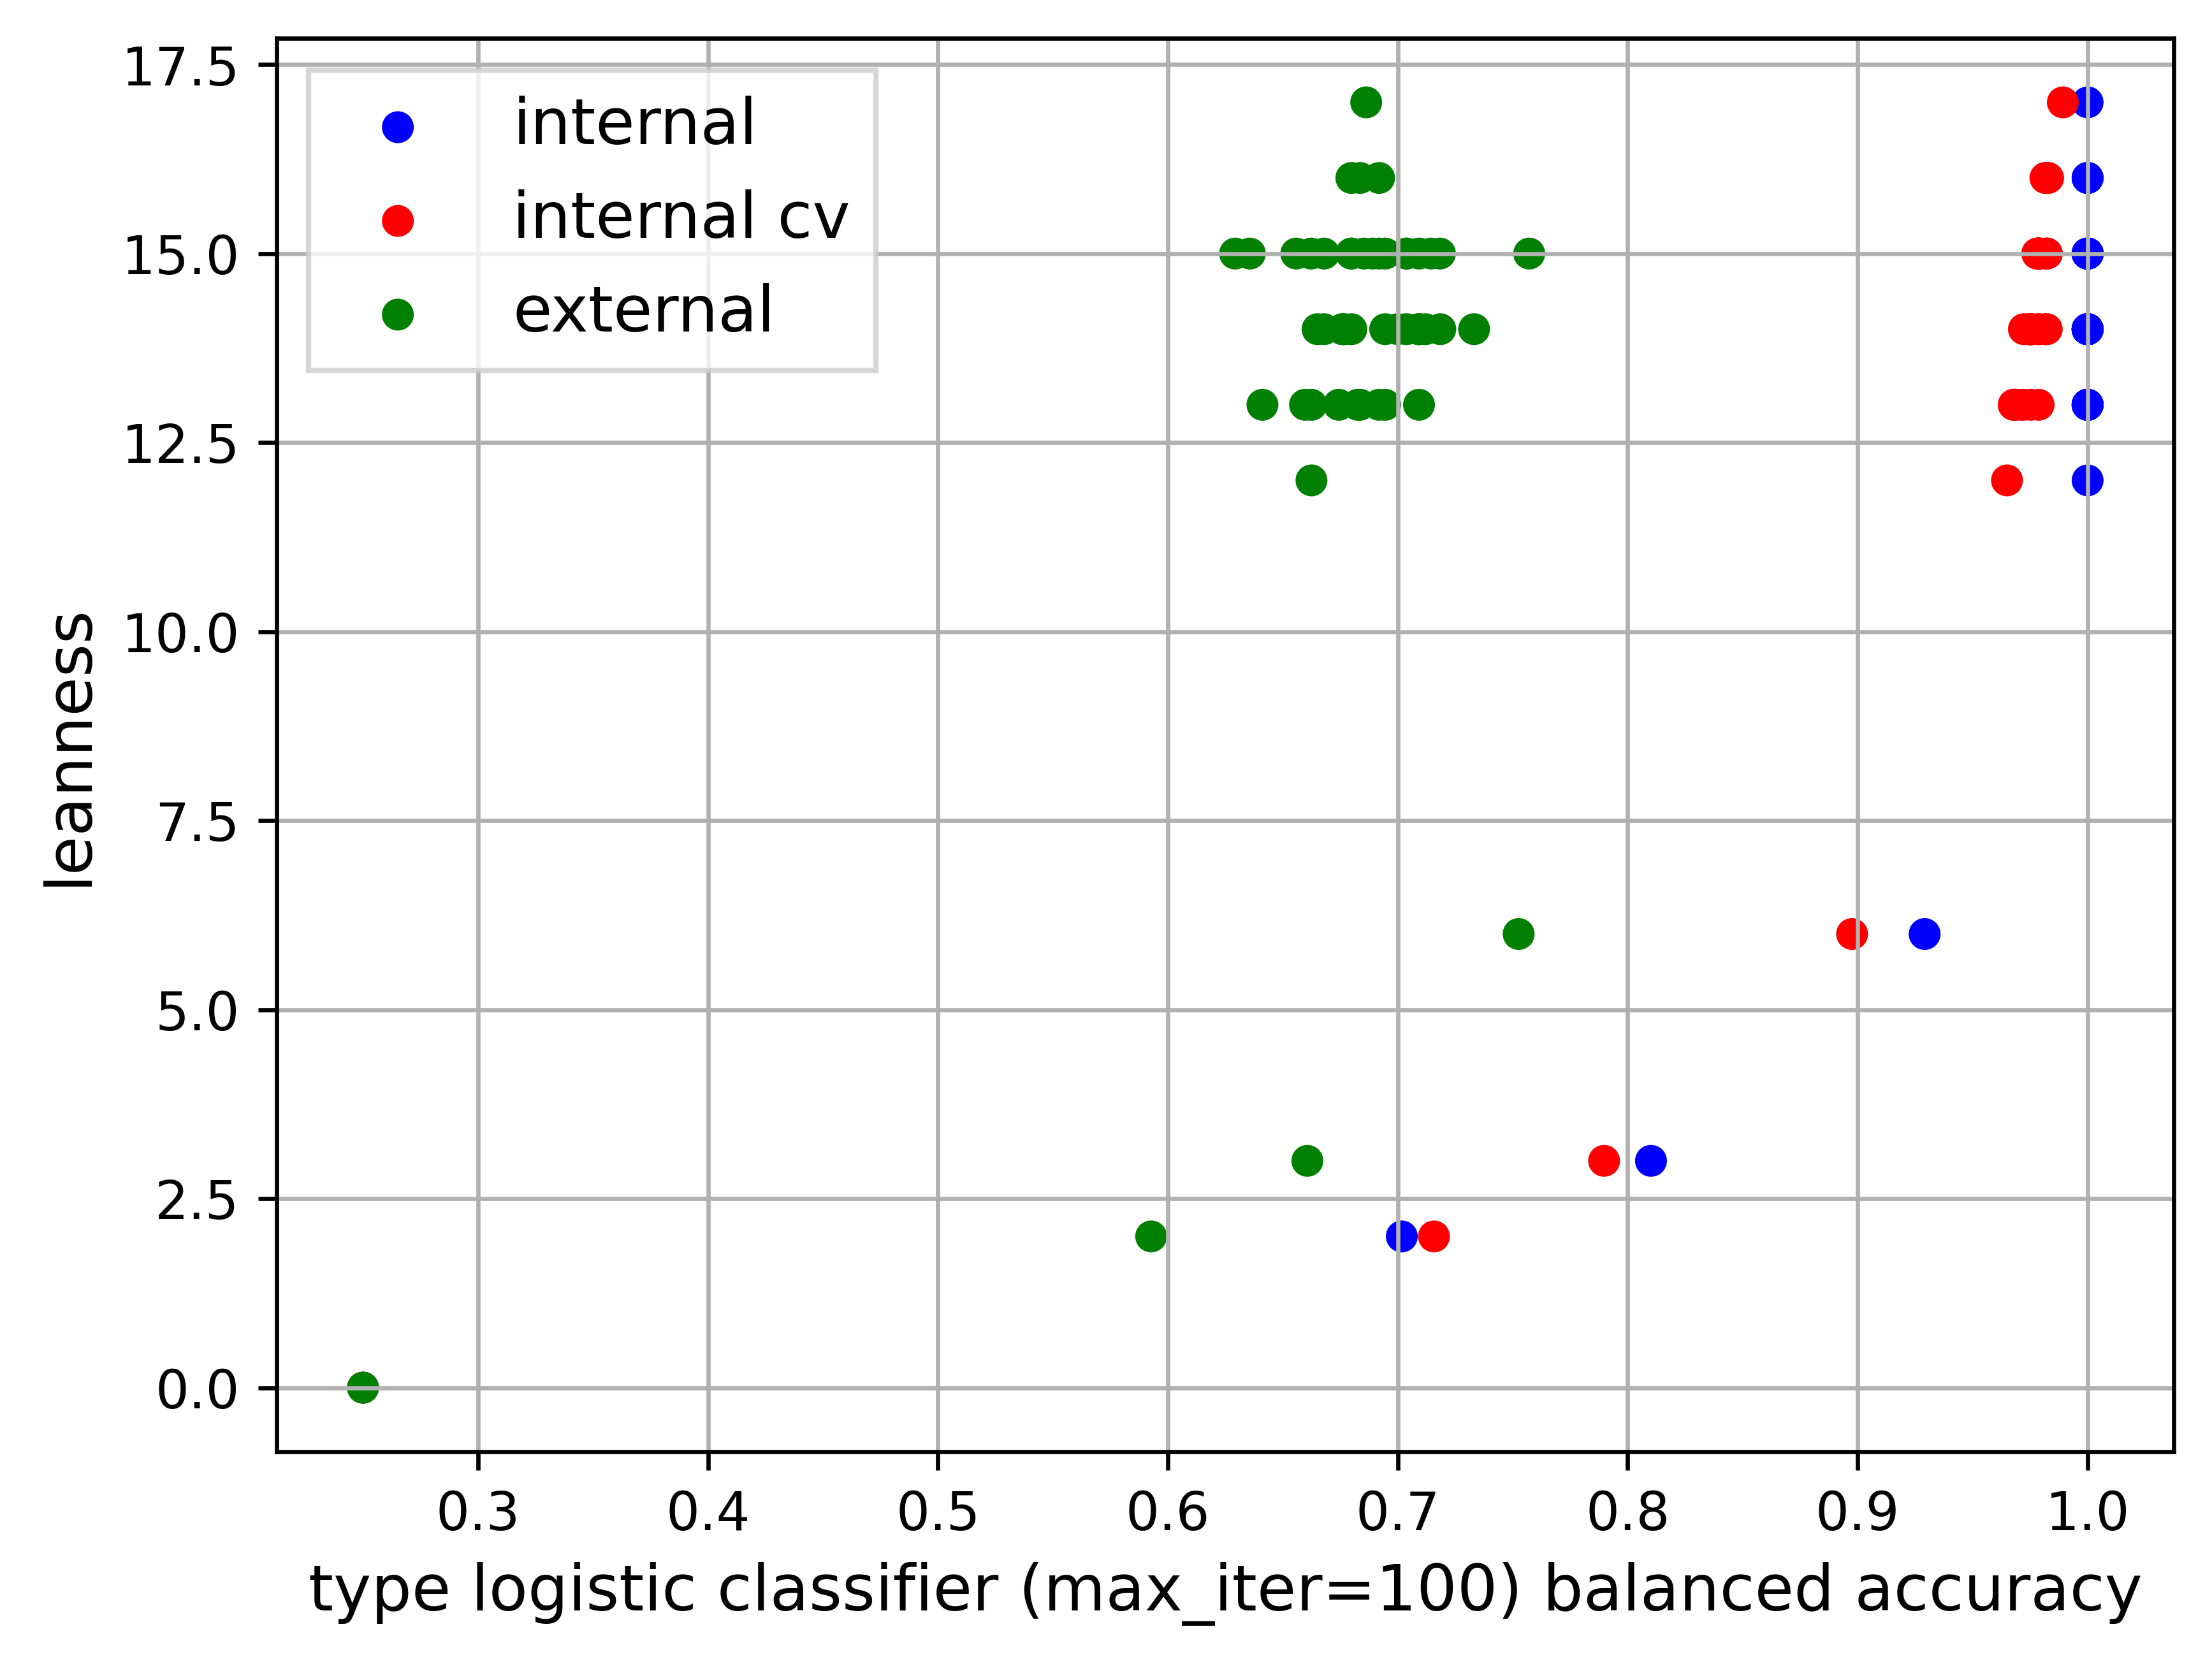 17.5
15.0
12.5
10.0
7.5
5.0
2.5
0.0
leanness
internal
internal cv
external
0.3 0.4 0.5 0.6 0.7 0.8 0.9 1.0
type logistic classifier (max_iter=100) balanced accuracy